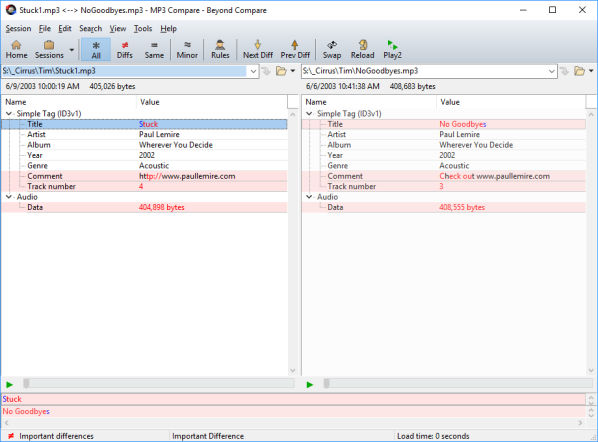 Stuck1.mp3 <--> NoGoodbyes.mp3 - MP3 Compare - Beyond Compare
Session File Edit Search View Tools Help
Home Sessions All Diffs Same Minor Rules Next Diff Prev Diff Swap Reload Play2
S:\_Cirrus\Tim\Stuck1.mp3 S:\_Cirrus\Tim\NoGoodbyes.mp3
6/9/2003 10:00:19 AM 405,026 bytes 6/6/2003 10:41:38 AM 408,683 bytes
Name Value Name Value
Simple Tag (ID3v1) Simple Tag (ID3v1)
Title Stuck Title No Goodbyes
Artist Paul Lemire Artist Paul Lemire
Album Wherever You Decide Album Wherever You Decide
Year 2002 Year 2002
Genre Acoustic Genre Acoustic
Comment http://www.paullemire.com Comment Check out www.paullemire.com
Track number 4 Track number 3
Audio Audio
Data 404,898 bytes Data 408,555 bytes
Stuck
No Goodbyes
Important differences Important Difference Load time: 0 seconds